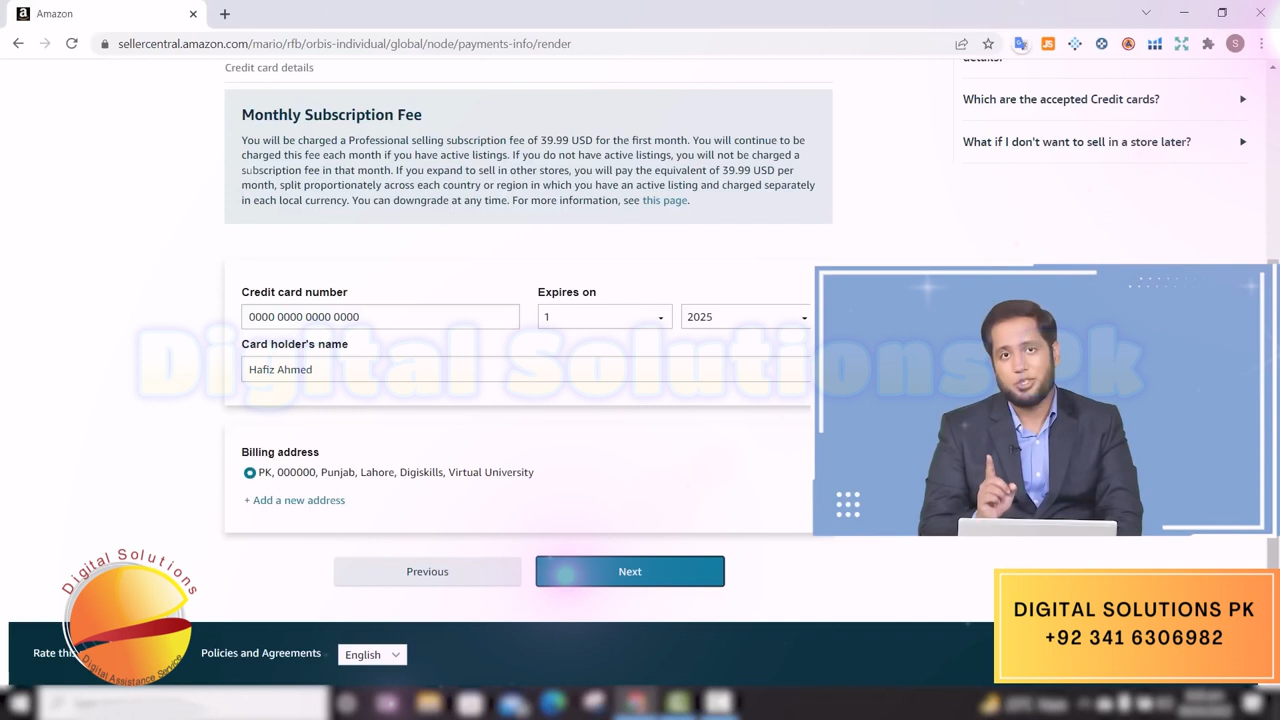 Amazon
sellercentral.amazon.com/mario/rfb/orbis-individual/global/node/payments-info/render
S
Credit card details
details?
Which are the accepted Credit cards?
What if I don't want to sell in a store later?
Monthly Subscription Fee
You will be charged a Professional selling subscription fee of 39.99 USD for the first month. You will continue to
be charged this fee each month if you have active listings. If you do not have active listings, you will not be charged a
subscription fee in that month. If you expand to sell in other stores, you will pay the equivalent of 39.99 USD per
month, split proportionately across each country or region in which you have an active listing and charged separately
in each local currency. You can downgrade at any time. For more information, see this page.
Credit card number
Expires on
0000 0000 0000 0000
1
2025
Card holder's name
Hafiz Ahmed
Digital Solutions Pk
Billing address
PK, 000000, Punjab, Lahore, Digiskills, Virtual University
+ Add a new address
Previous
Next
Digital Solutions
Digital Assistance Service
DIGITAL SOLUTIONS PK
+92 341 6306982
Rate this
Policies and Agreements
English